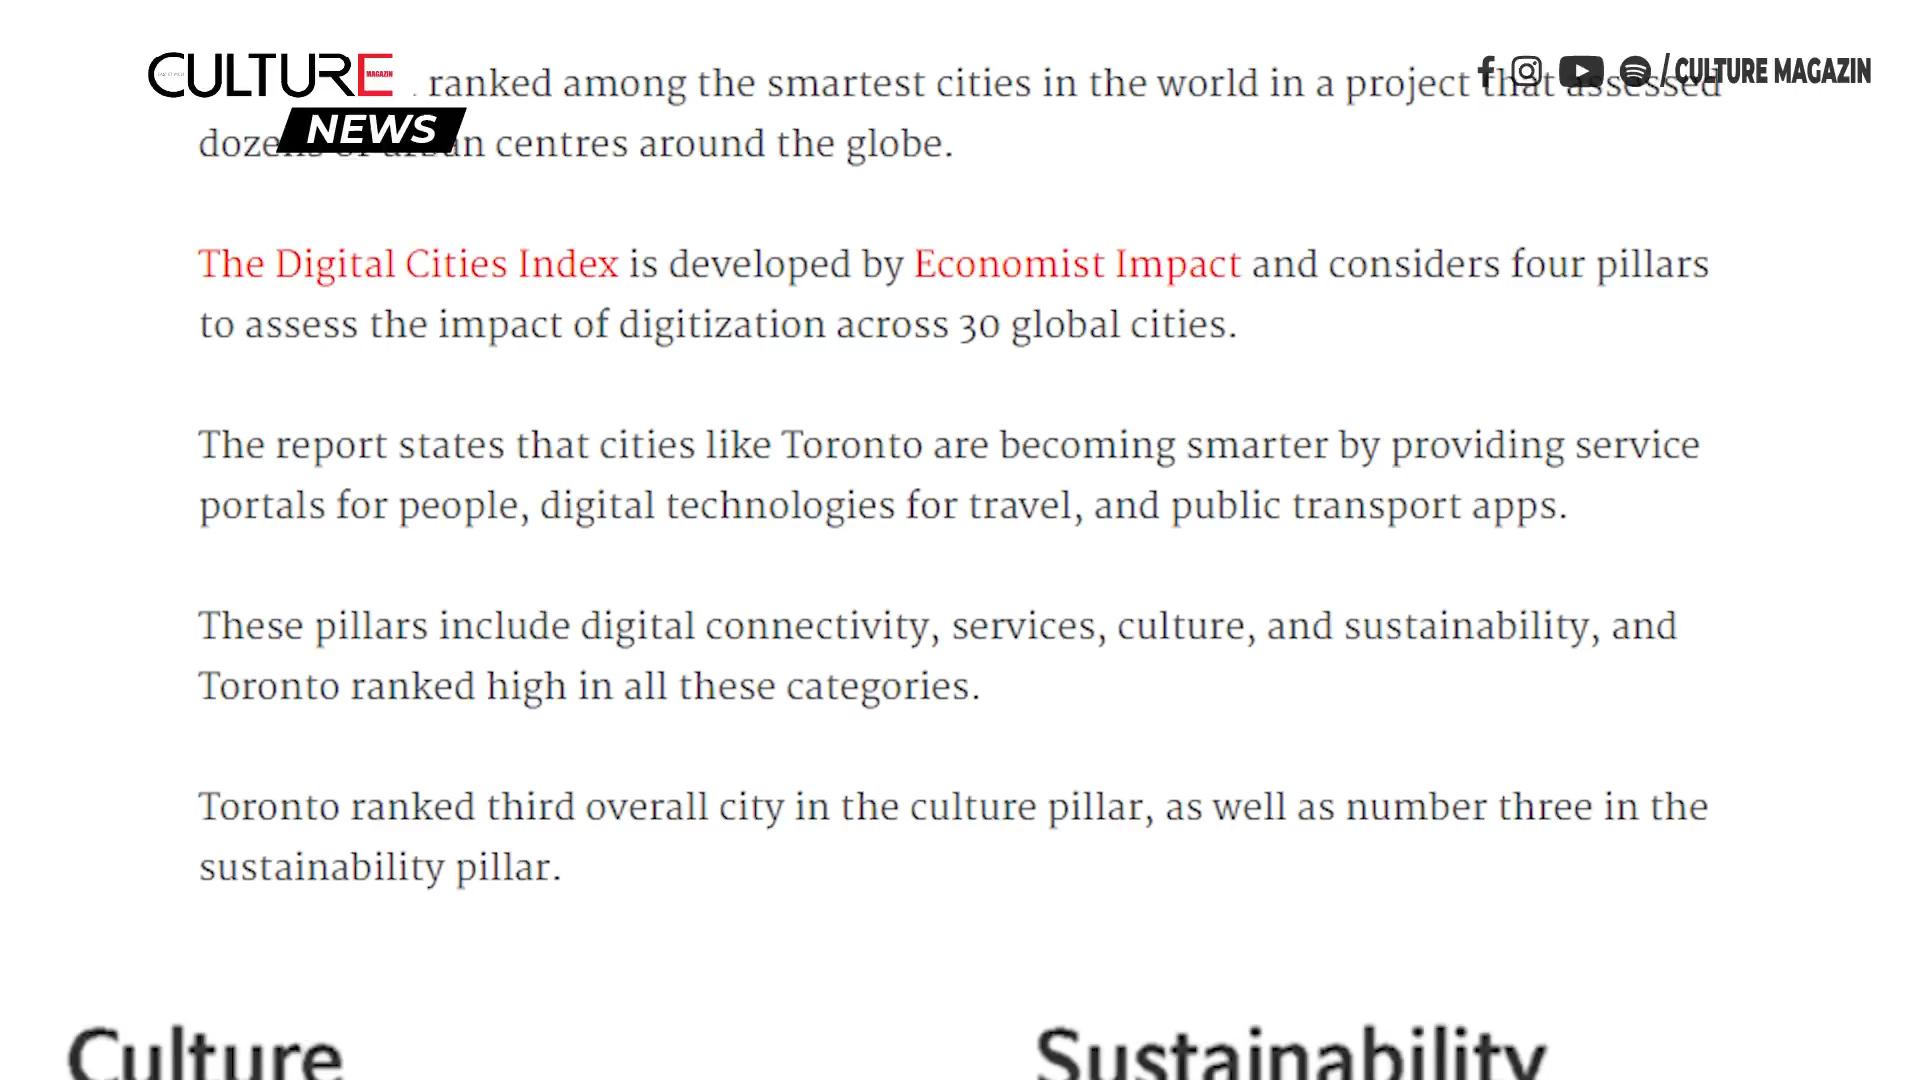 CULTURE
MAGAZIN
NEWS
/ CULTURE MAGAZIN
ranked among the smartest cities in the world in a project that assessed
dozens of urban centres around the globe.
The Digital Cities Index is developed by Economist Impact and considers four pillars
to assess the impact of digitization across 30 global cities.
The report states that cities like Toronto are becoming smarter by providing service
portals for people, digital technologies for travel, and public transport apps.
These pillars include digital connectivity, services, culture, and sustainability, and
Toronto ranked high in all these categories.
Toronto ranked third overall city in the culture pillar, as well as number three in the
sustainability pillar.
Culture
Sustainability